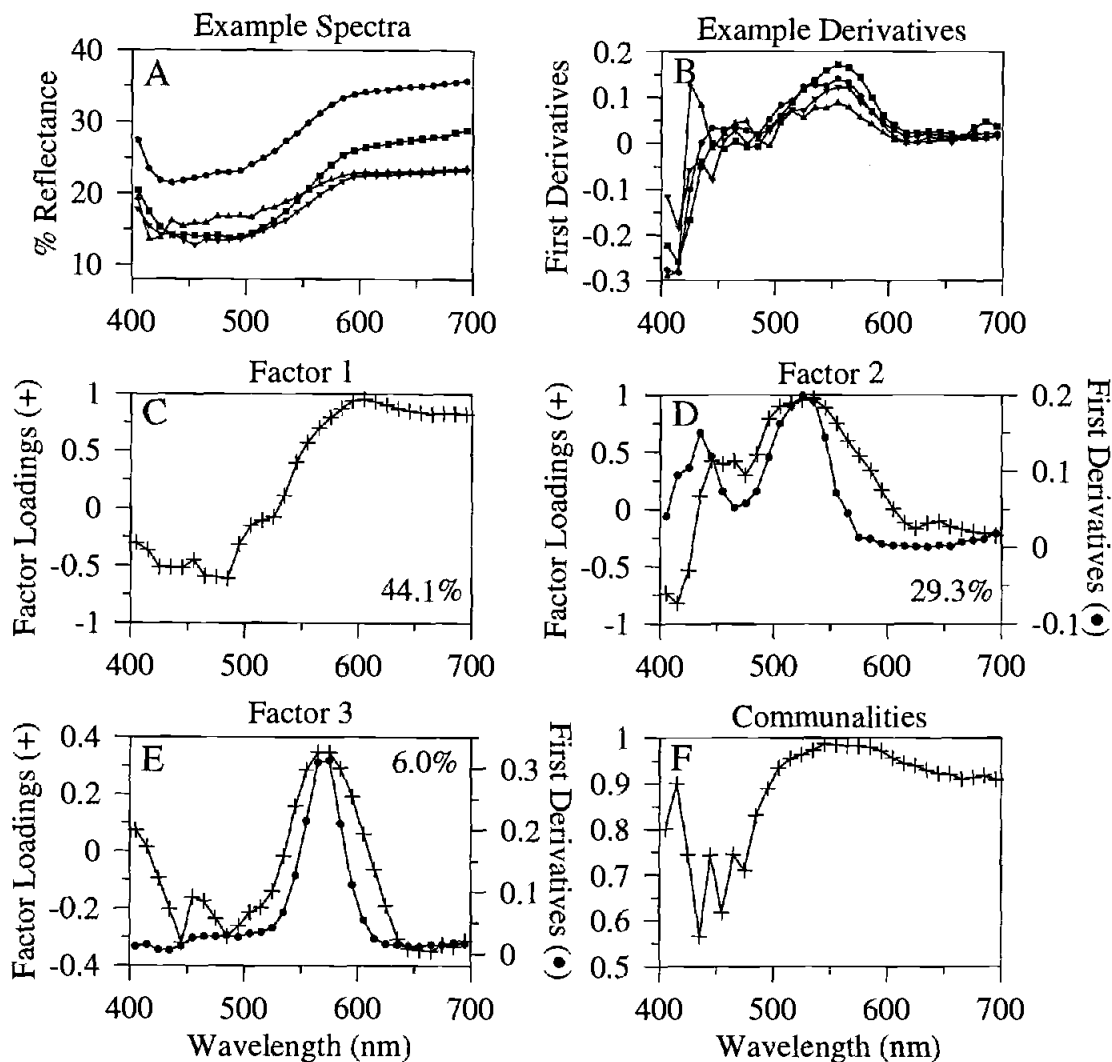 Example Spectra
Example Derivatives
A
B
% Reflectance
40
30
20
10
400 500 600 700
First Derivatives
0.2
0.1
0
-0.1
-0.2
-0.3
400 500 600 700
Factor 1
Factor 2
C
D
Factor Loadings (+)
1
0.5
0
-0.5
-1
44.1%
400 500 600 700
Factor Loadings (+)
1
0.5
0
-0.5
-1
29.3%
0.2
0.1
0
-0.1
First Derivatives (●)
400 500 600 700
Factor 3
Communalities
E
F
Factor Loadings (+)
0.4
0.2
0
-0.2
-0.4
6.0%
0.3
0.2
0.1
0
First Derivatives (●)
400 500 600 700
Wavelength (nm)
1
0.9
0.8
0.7
0.6
0.5
400 500 600 700
Wavelength (nm)